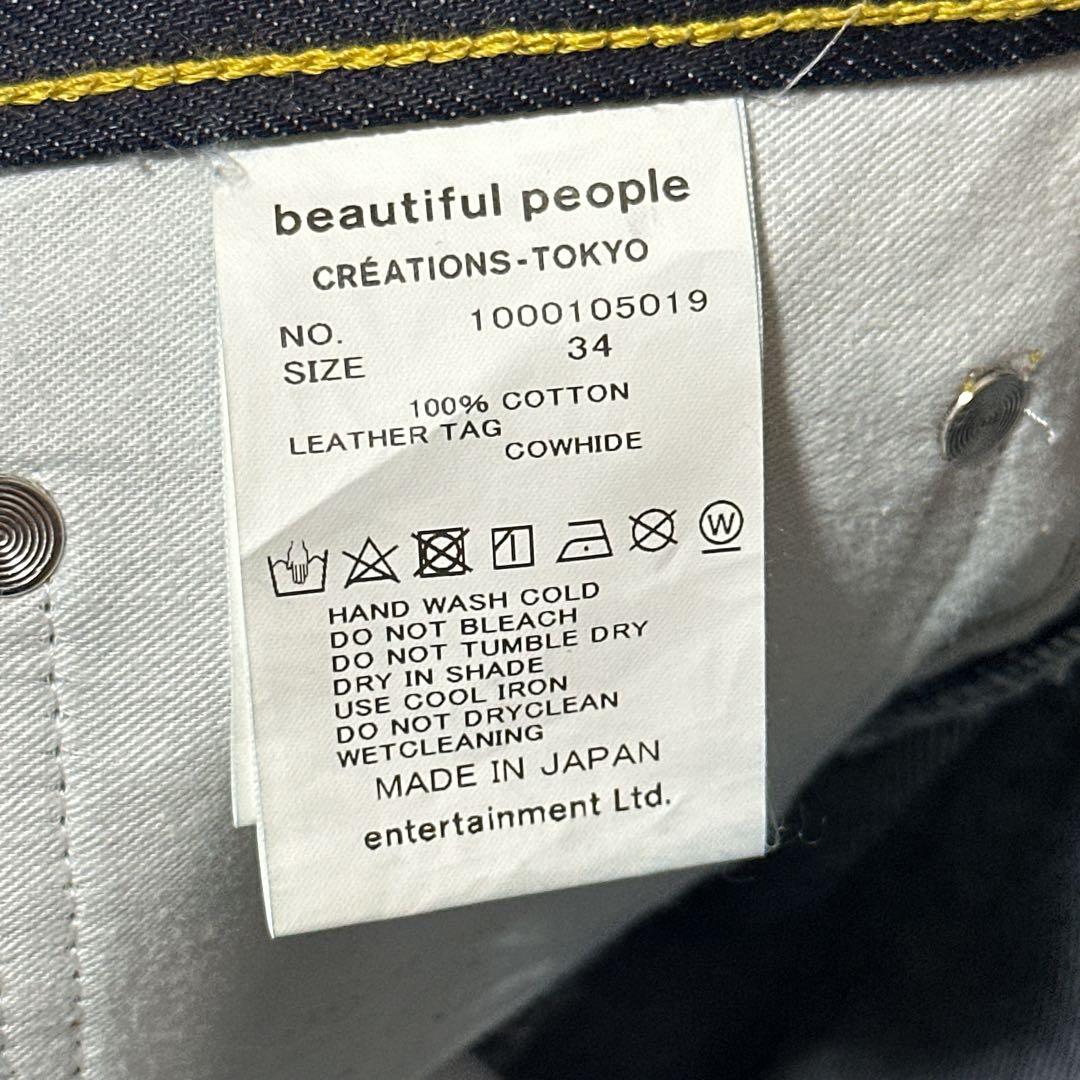 beautiful people
CRÉATIONS-TOKYO
NO. 1000105019
SIZE 34
100% COTTON
LEATHER TAG
COWHIDE
W
HAND WASH COLD
DO NOT BLEACH
DO NOT TUMBLE DRY
DRY IN SHADE
USE COOL IRON
DO NOT DRYCLEAN
WETCLEANING
MADE IN JAPAN
entertainment Ltd.